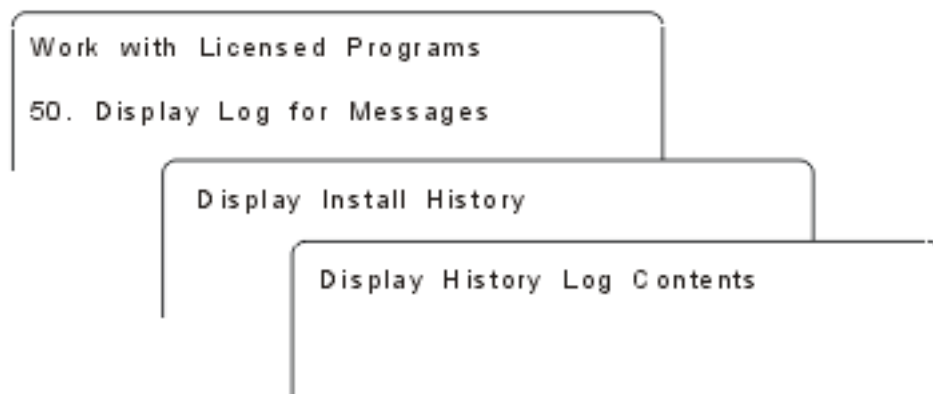 Work with Licensed Programs
50. Display Log for Messages
Display Install History
Display History Log Contents